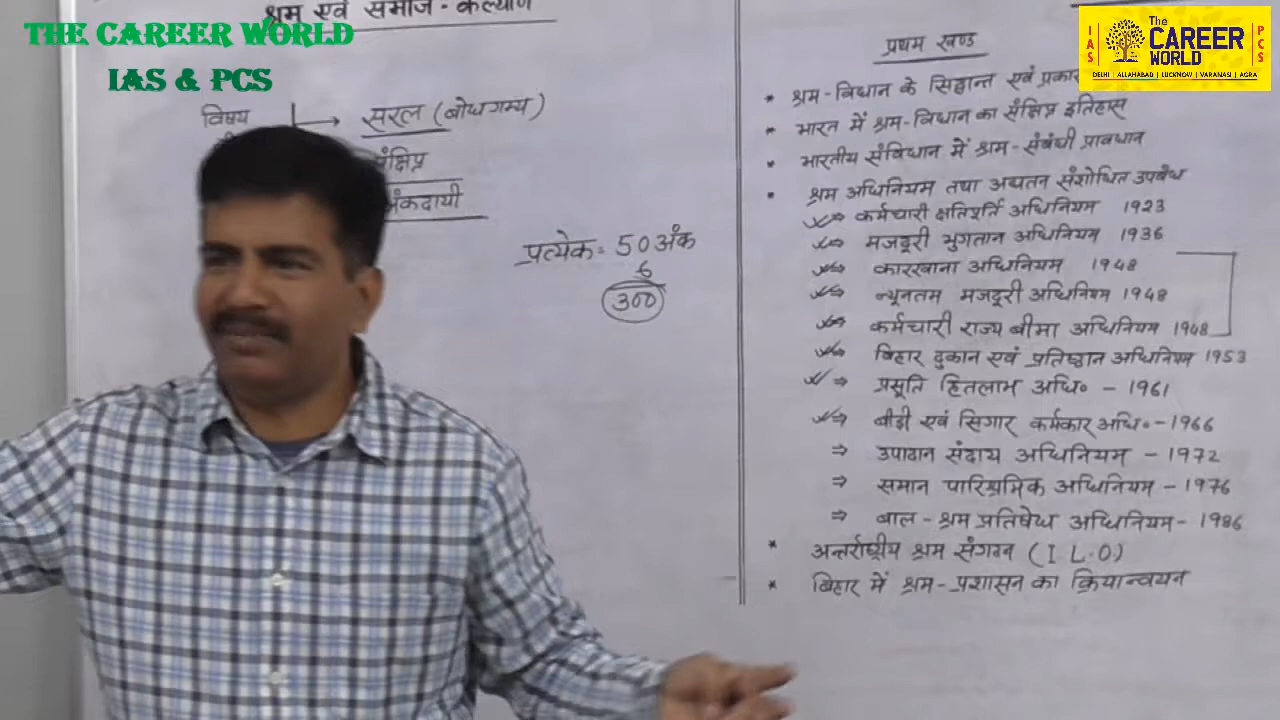 श्रम एवं समाज-कल्याण
THE CAREER WORLD
IAS & PCS
विषय
सरल (बोधगम्य)
संक्षिप्त
अंकदायी
प्रत्येक = 50 अंक
6
300
प्रथम खण्ड
* श्रम-विधान के सिद्धान्त एवं प्रकार
* भारत में श्रम-विधान का संक्षिप्त इतिहास
* भारतीय संविधान में श्रम-संबंधी प्रावधान
* श्रम अधिनियम तथा अद्यतन संशोधित उपबंध
⇒ कर्मचारी क्षतिपूर्ति अधिनियम 1923
⇒ मजदूरी भुगतान अधिनियम 1936
⇒ कारखाना अधिनियम 1948
⇒ न्यूनतम मजदूरी अधिनियम 1948
⇒ कर्मचारी राज्य बीमा अधिनियम 1948
⇒ बिहार दुकान एवं प्रतिष्ठान अधिनियम 1953
⇒ प्रसूति हितलाभ अधि० - 1961
⇒ बीडी एवं सिगार कर्मकार अधि० - 1966
⇒ उपादान संदाय अधिनियम - 1972
⇒ समान पारिश्रमिक अधिनियम - 1976
⇒ बाल-श्रम प्रतिषेध अधिनियम - 1986
* अन्तर्राष्ट्रीय श्रम संगठन (I.L.O)
* बिहार में श्रम-प्रशासन का क्रियान्वयन
IAS
The
CAREER
WORLD
PCS
DELHI | ALLAHABAD | LUCKNOW | VARANASI | AGRA